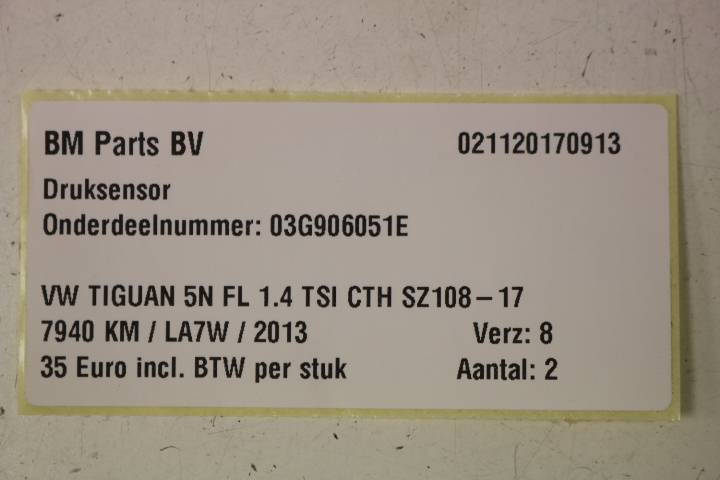 BM Parts BV 021120170913
Druksensor
Onderdeelnummer: 03G906051E
VW TIGUAN 5N FL 1.4 TSI CTH SZ108-17
7940 KM / LA7W / 2013 Verz: 8
35 Euro incl. BTW per stuk Aantal: 2